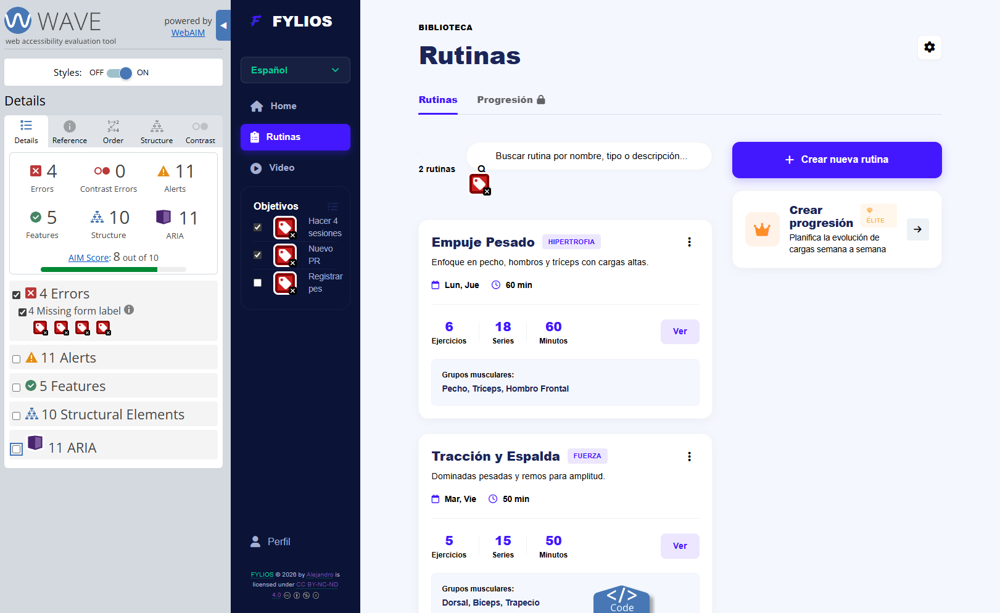 WAVE
web accessibility evaluation tool
powered by
WebAIM
Styles: OFF ON
Details
Details Reference Order Structure Contrast
1→2
3→4
4 0 11
Errors Contrast Errors Alerts
5 10 11
Features Structure ARIA
AIM Score: 8 out of 10
4 Errors
4 Missing form label
11 Alerts
5 Features
10 Structural Elements
11 ARIA
FYLIOS
Español
Home
Rutinas
Video
Objetivos
Hacer 4
sesiones
Nuevo
PR
Registrar
pes
Perfil
FYLIOS © 2026 by Alejandro is
licensed under CC BY-NC-ND
4.0
BIBLIOTECA
Rutinas
Rutinas Progresión
2 rutinas
Buscar rutina por nombre, tipo o descripción...
Empuje Pesado HIPERTROFIA
Enfoque en pecho, hombros y tríceps con cargas altas.
Lun, Jue 60 min
6 18 60
Ejercicios Series Minutos
Ver
Grupos musculares:
Pecho, Tríceps, Hombro Frontal
Tracción y Espalda FUERZA
Dominadas pesadas y remos para amplitud.
Mar, Vie 50 min
5 15 50
Ejercicios Series Minutos
Ver
Grupos musculares:
Dorsal, Bíceps, Trapecio
</>
Code
+ Crear nueva rutina
Crear
progresión
ÉLITE
Planifica la evolución de
cargas semana a semana